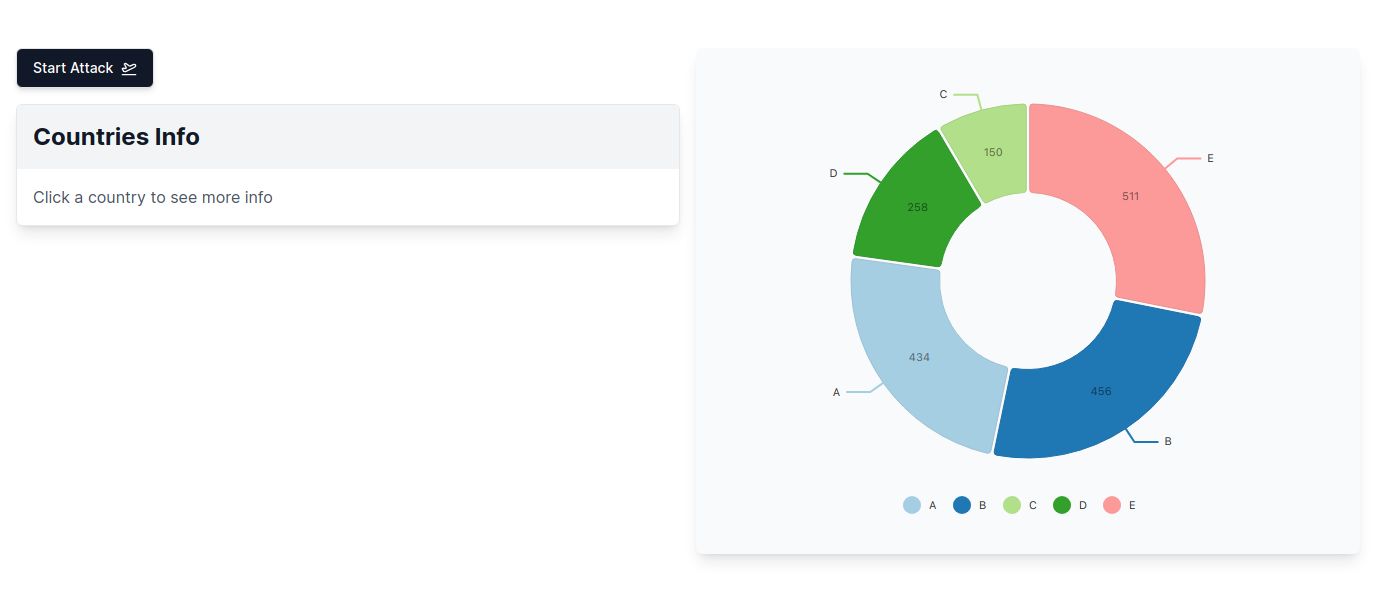 Start Attack
Countries Info
Click a country to see more info
C
E
D
A
B
150
511
258
434
456
A
B
C
D
E